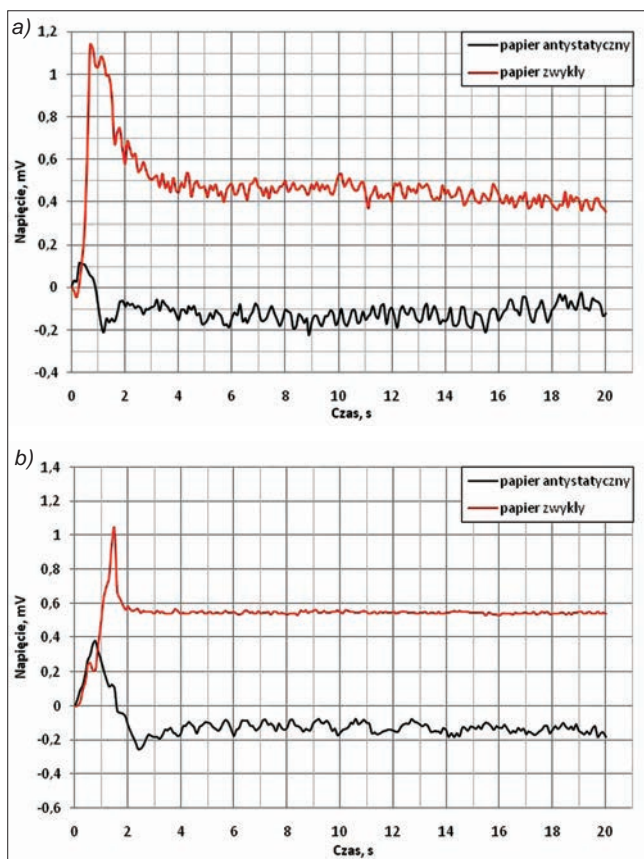 a)
papier antystatyczny
papier zwykły
Napięcie, mV
1,2
1
0,8
0,6
0,4
0,2
0
-0,2
-0,4
0 2 4 6 8 10 12 14 16 18 20
Czas, s
b)
papier antystatyczny
papier zwykły
Napięcie, mV
1,4
1,2
1
0,8
0,6
0,4
0,2
0
-0,2
-0,4
-0,6
0 2 4 6 8 10 12 14 16 18 20
Czas, s